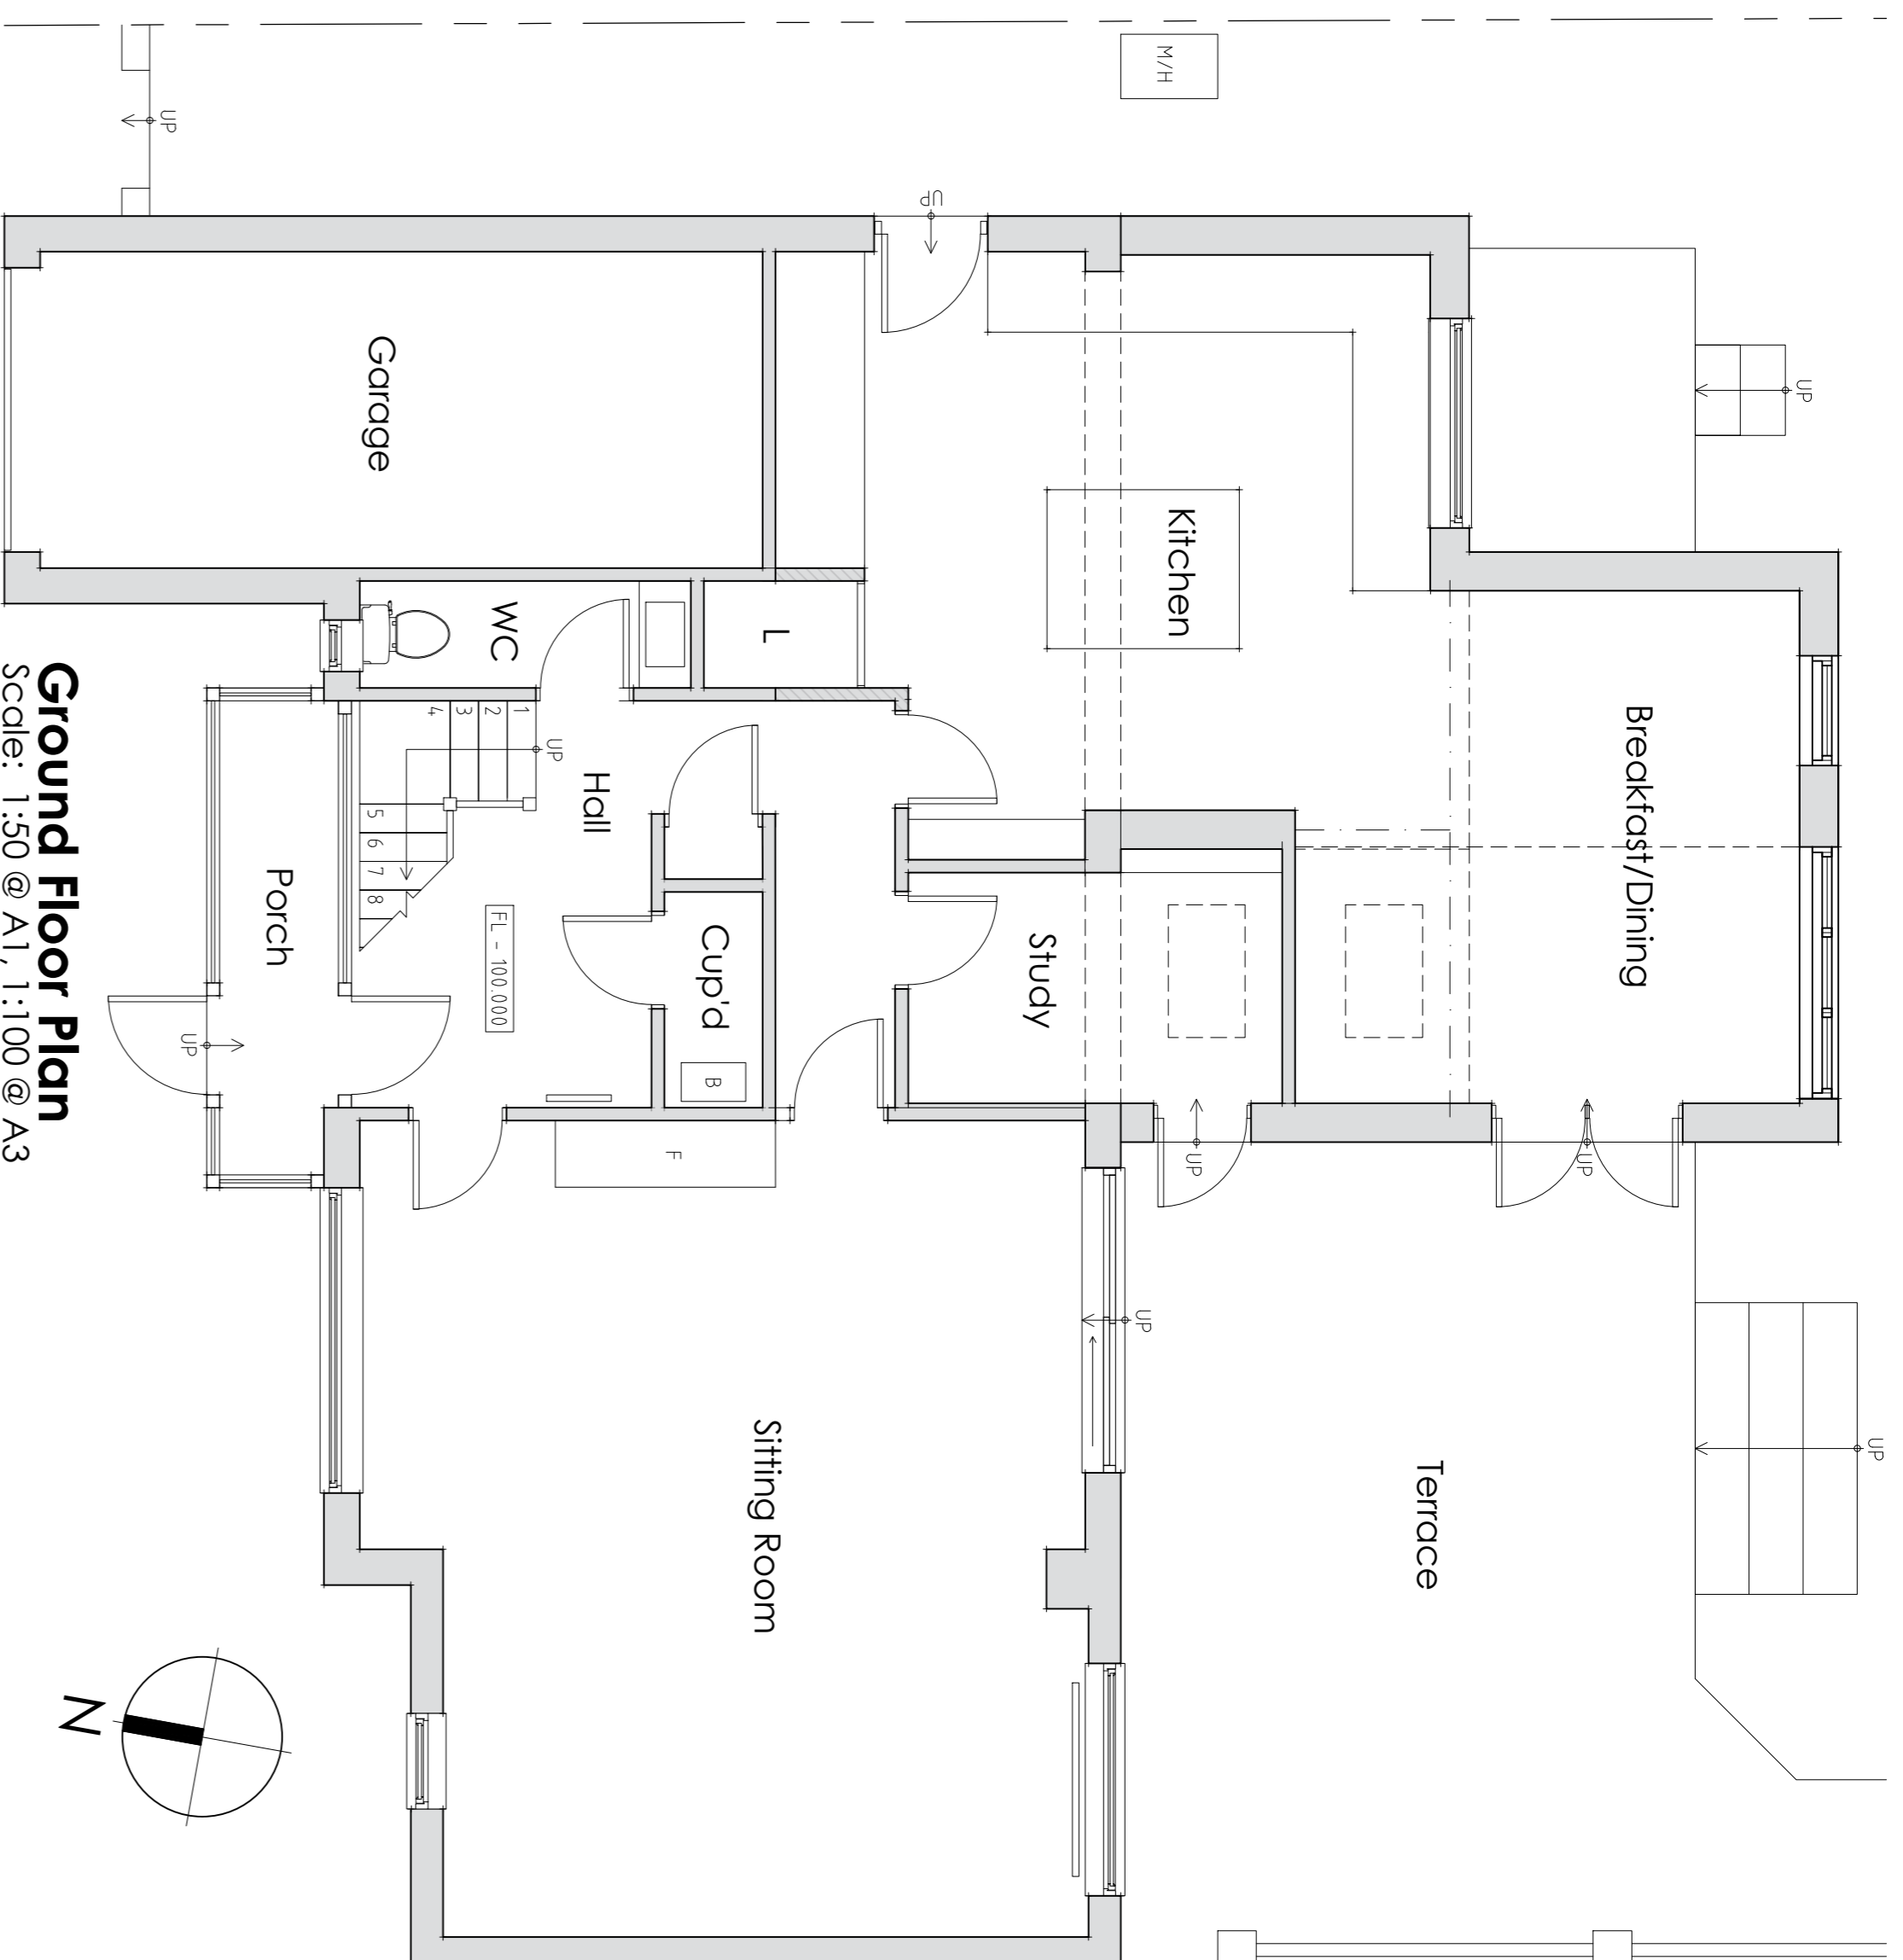 UP
UP
Breakfast/Dining
UP
Terrace
UP
Kitchen
M/H
UP
Study
UP
L
Sitting Room
Cup'd
B
F
Hall
UP
WC
1
2
3
4
FL - 100.000
Garage
5 6 7 8
Porch
UP
UP
N
Ground Floor Plan
Scale: 1:50 @ A1, 1:100 @ A3